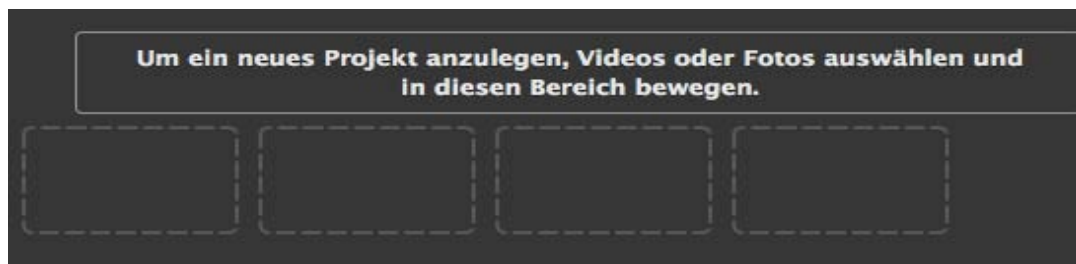 Um ein neues Projekt anzulegen, Videos oder Fotos auswählen und
in diesen Bereich bewegen.